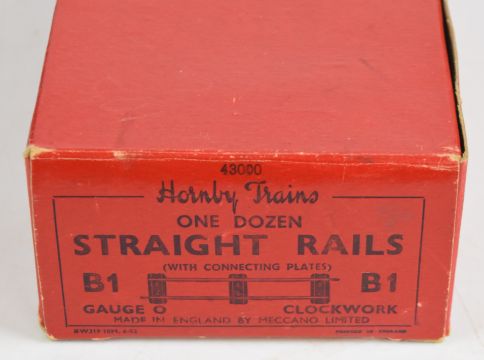 43000
Hornby Trains
ONE DOZEN
STRAIGHT RAILS
(WITH CONNECTING PLATES)
B1 B1
GAUGE O CLOCKWORK
MADE IN ENGLAND BY MECCANO LIMITED
PRINTED IN ENGLAND